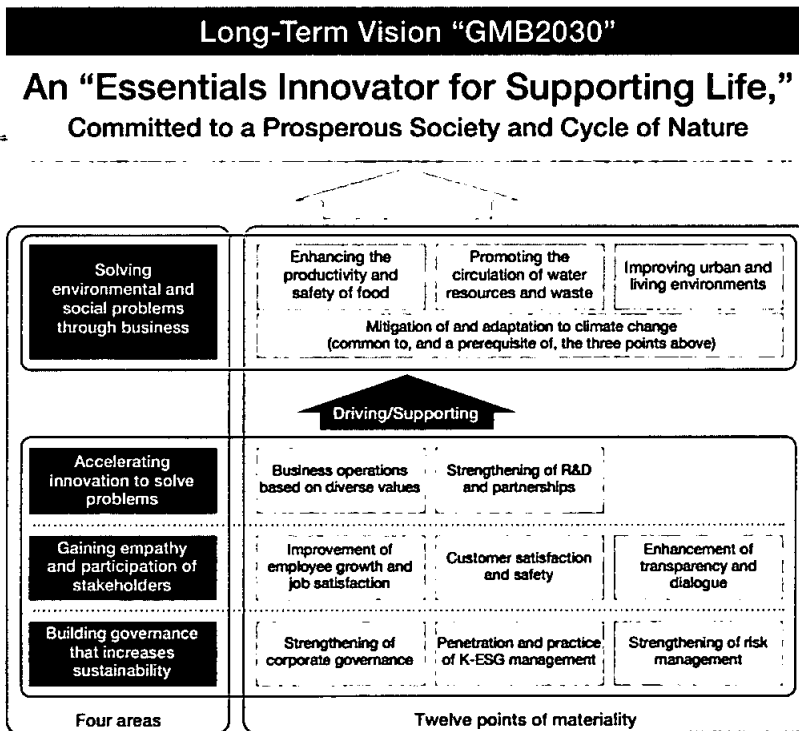 Long-Term Vision “GMB2030”
An “Essentials Innovator for Supporting Life,”
Committed to a Prosperous Society and Cycle of Nature
Solving
environmental and
social problems
through business
Enhancing the
productivity and
safety of food
Promoting the
circulation of water
resources and waste
Improving urban and
living environments
Mitigation of and adaptation to climate change
(common to, and a prerequisite of, the three points above)
Driving/Supporting
Accelerating
innovation to solve
problems
Business operations
based on diverse values
Strengthening of R&D
and partnerships
Gaining empathy
and participation of
stakeholders
Improvement of
employee growth and
job satisfaction
Customer satisfaction
and safety
Enhancement of
transparency and
dialogue
Building governance
that increases
sustainability
Strengthening of
corporate governance
Penetration and practice
of K-ESG management
Strengthening of risk
management
Four areas
Twelve points of materiality